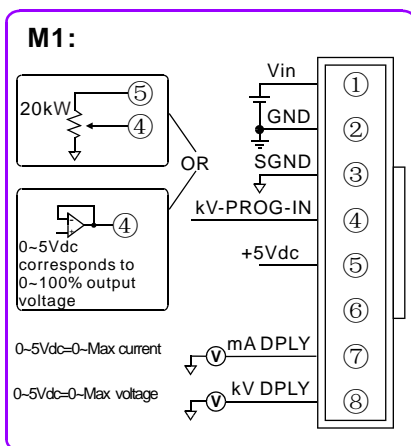 M1:
⑤
20kW
④
OR
④
0~5Vdc
corresponds to
0~100% output
voltage
0~5Vdc=0~Max current
0~5Vdc=0~Max voltage
Vin
①
GND
②
SGND
③
kV-PROG-IN
④
+5Vdc
⑤
⑥
V
mA DPLY
⑦
V
kV DPLY
⑧